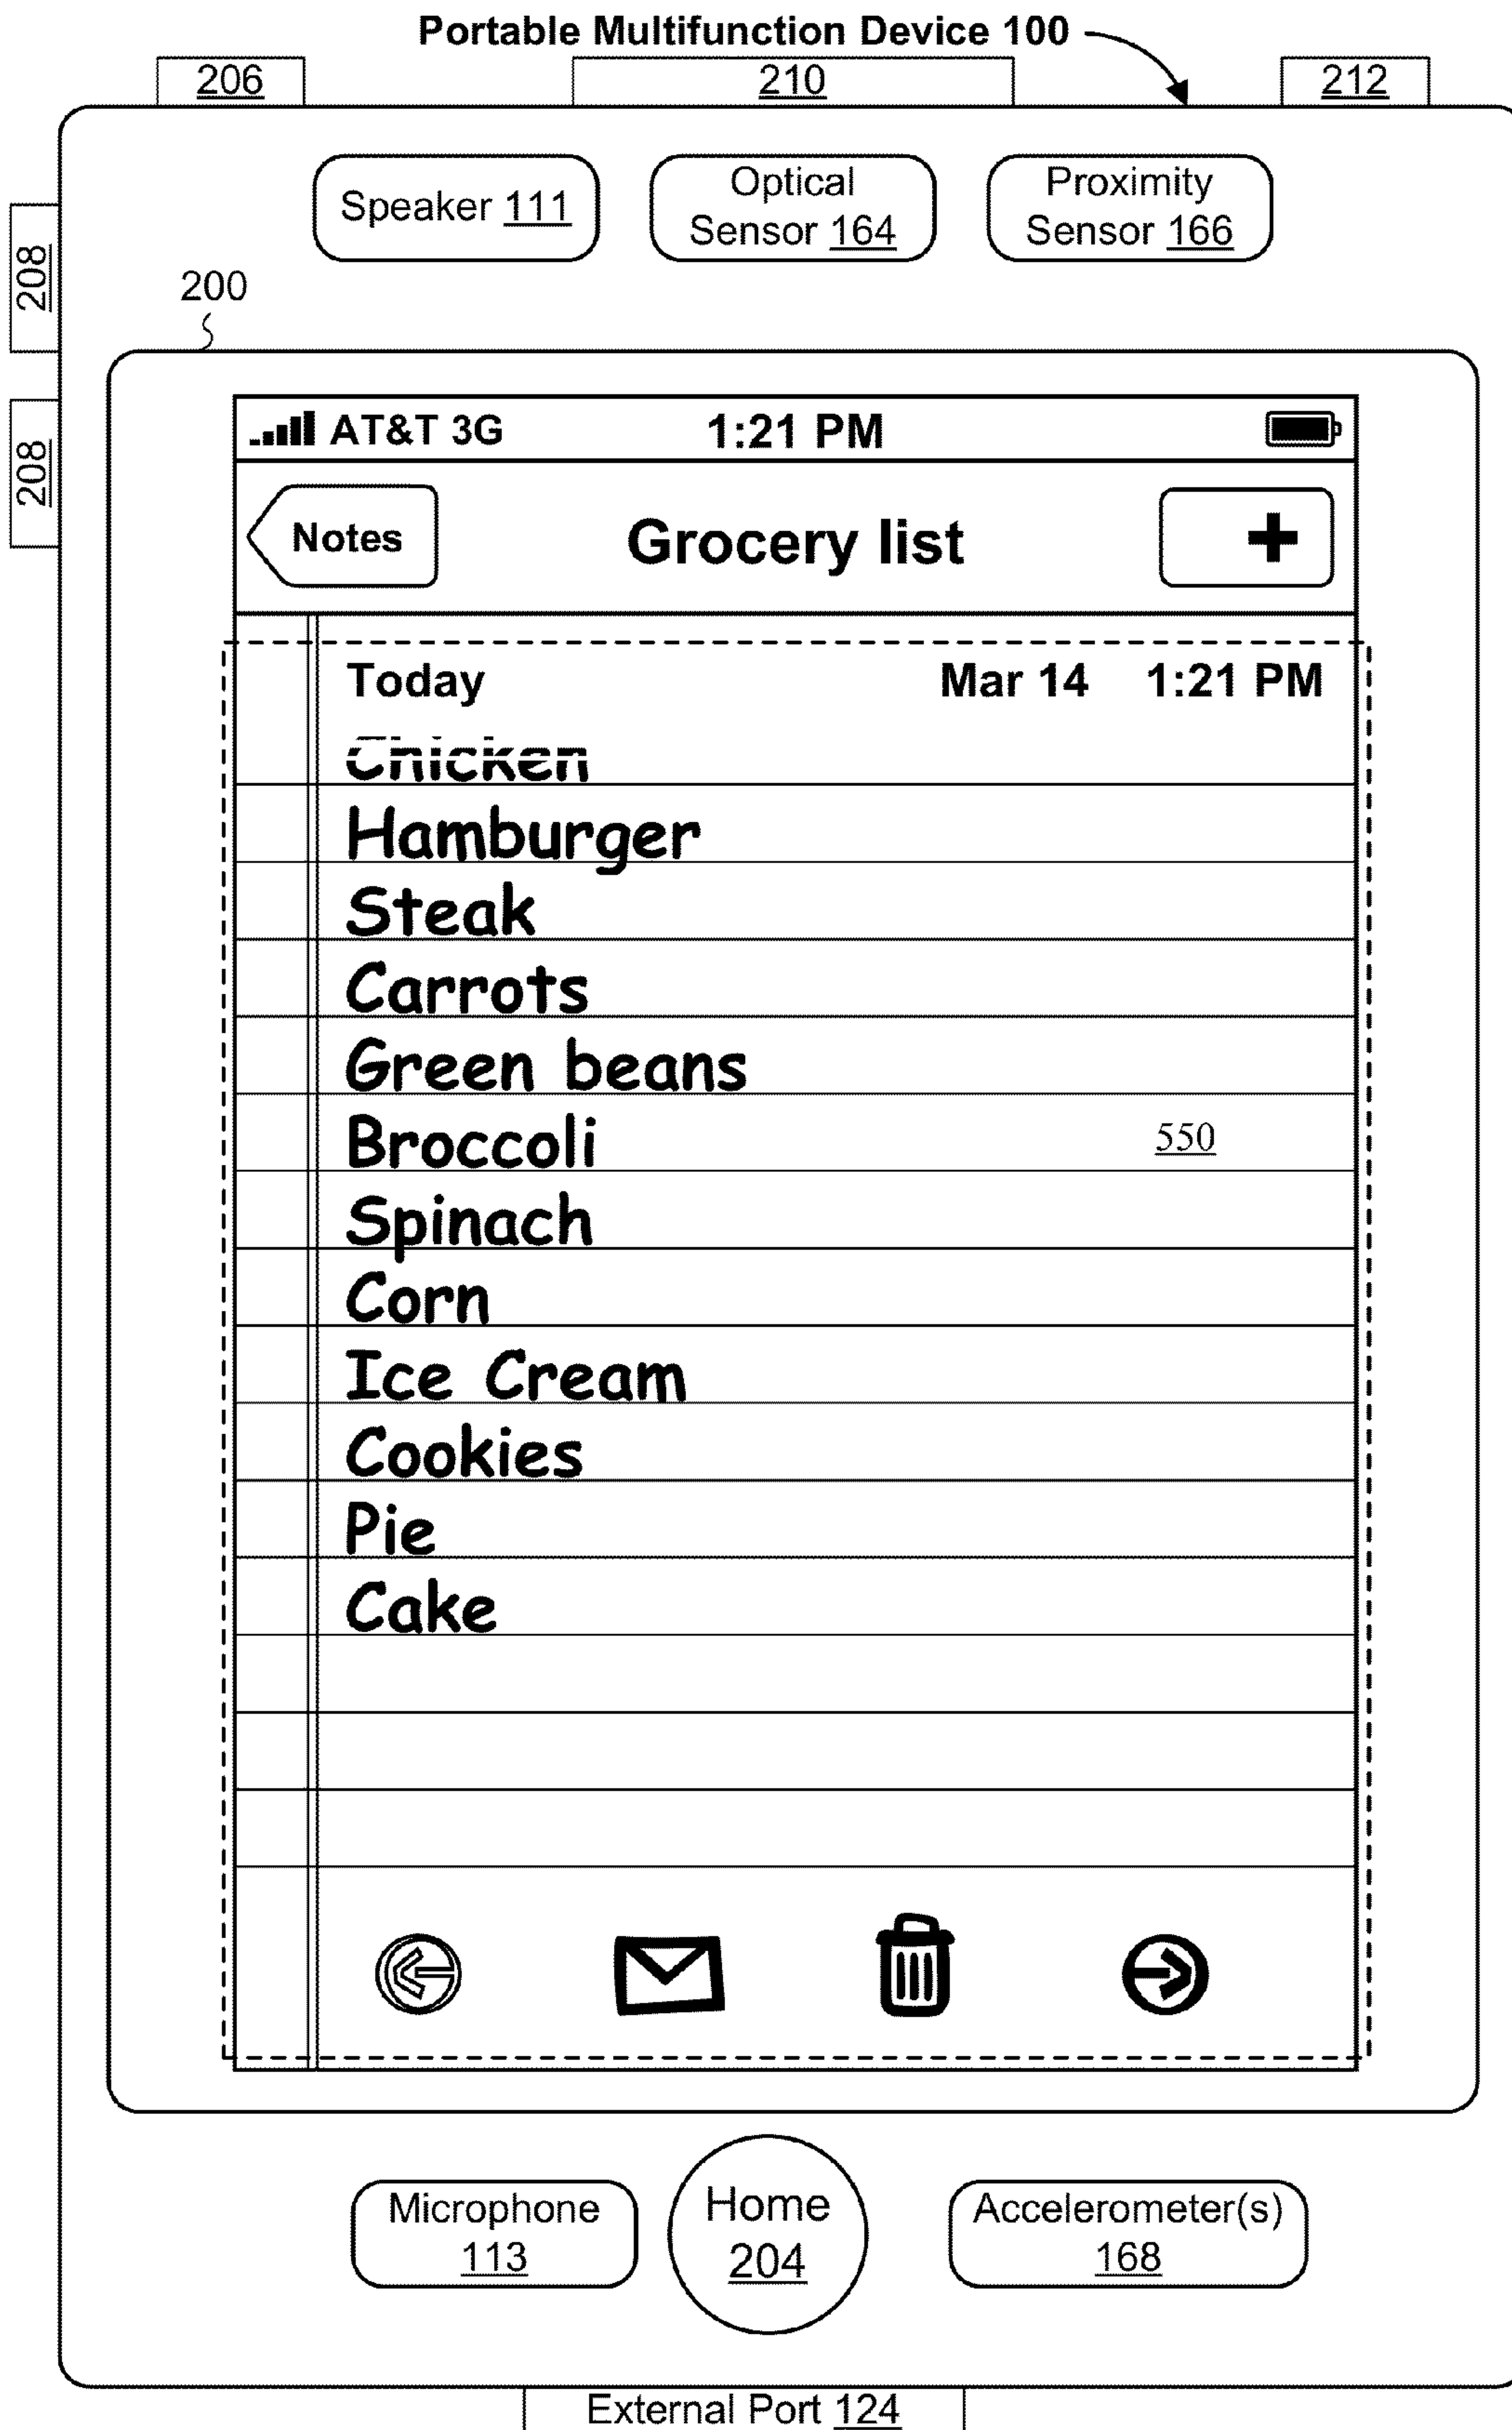 Portable Multifunction Device 100
206 210 212
Speaker 111
Optical
Sensor 164
Proximity
Sensor 166
208
200
208
AT&T 3G 1:21 PM
Notes Grocery list +
Today Mar 14 1:21 PM
Chicken
Hamburger
Steak
Carrots
Green beans
Broccoli 550
Spinach
Corn
Ice Cream
Cookies
Pie
Cake
Microphone
113
Home
204
Accelerometer(s)
168
External Port 124